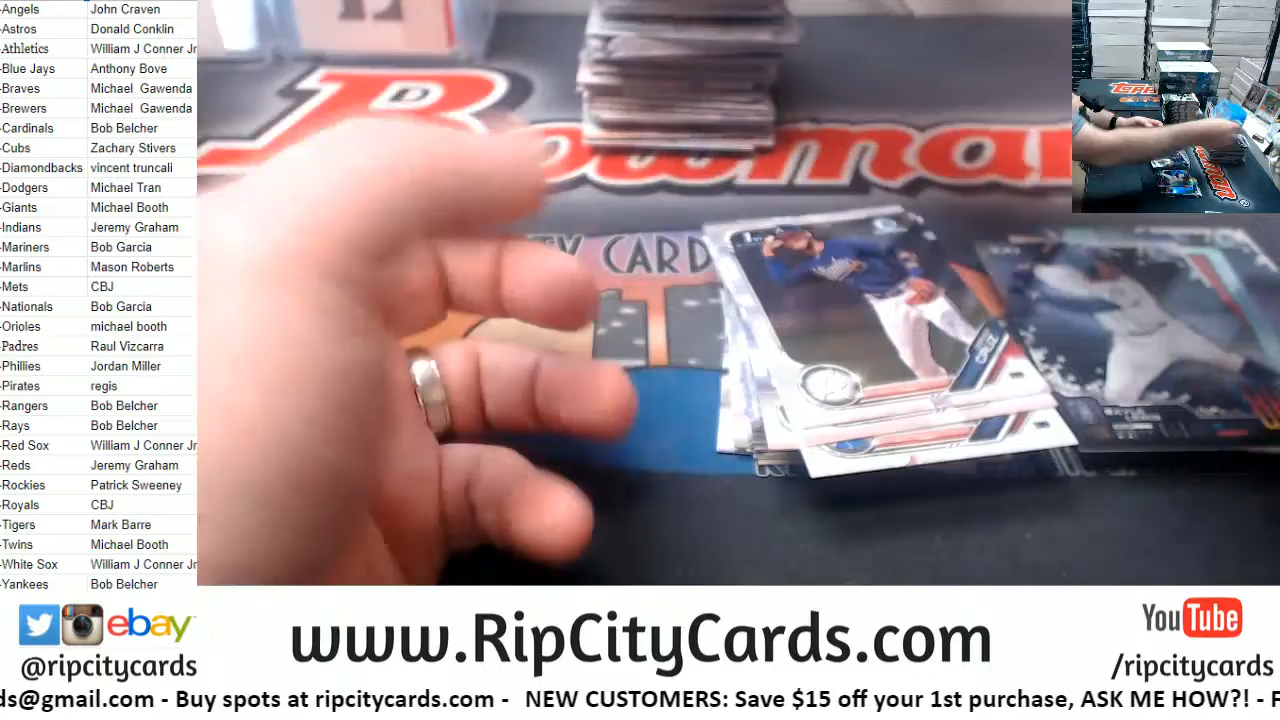 -Angels John Craven
-Astros Donald Conklin
-Athletics William J Conner Jr
-Blue Jays Anthony Bove
-Braves Michael Gawenda
-Brewers Michael Gawenda
-Cardinals Bob Belcher
-Cubs Zachary Stivers
-Diamondbacks vincent truncali
-Dodgers Michael Tran
-Giants Michael Booth
-Indians Jeremy Graham
-Mariners Bob Garcia
-Marlins Mason Roberts
-Mets CBJ
-Nationals Bob Garcia
-Orioles michael booth
-Padres Raul Vizcarra
-Phillies Jordan Miller
-Pirates regis
-Rangers Bob Belcher
-Rays Bob Belcher
-Red Sox William J Conner Jr
-Reds Jeremy Graham
-Rockies Patrick Sweeney
-Royals CBJ
-Tigers Mark Barre
-Twins Michael Booth
-White Sox William J Conner Jr
-Yankees Bob Belcher
Bowman
CARD
CRUZ
TOPPS
Bowman
ebay
@ripcitycards
www.RipCityCards.com
YouTube
/ripcitycards
ds@gmail.com - Buy spots at ripcitycards.com - NEW CUSTOMERS: Save $15 off your 1st purchase, ASK ME HOW?! - F